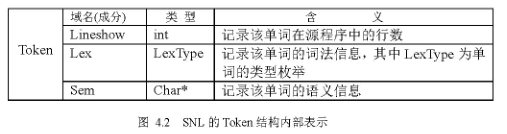 域名(成分) 类 型 含 义
Token
Lineshow int 记录该单词在源程序中的行数
Lex LexType 记录该单词的词法信息，其中 LexType 为单
词的类型枚举
Sem Char* 记录该单词的语义信息
图 4.2 SNL 的 Token 结构内部表示